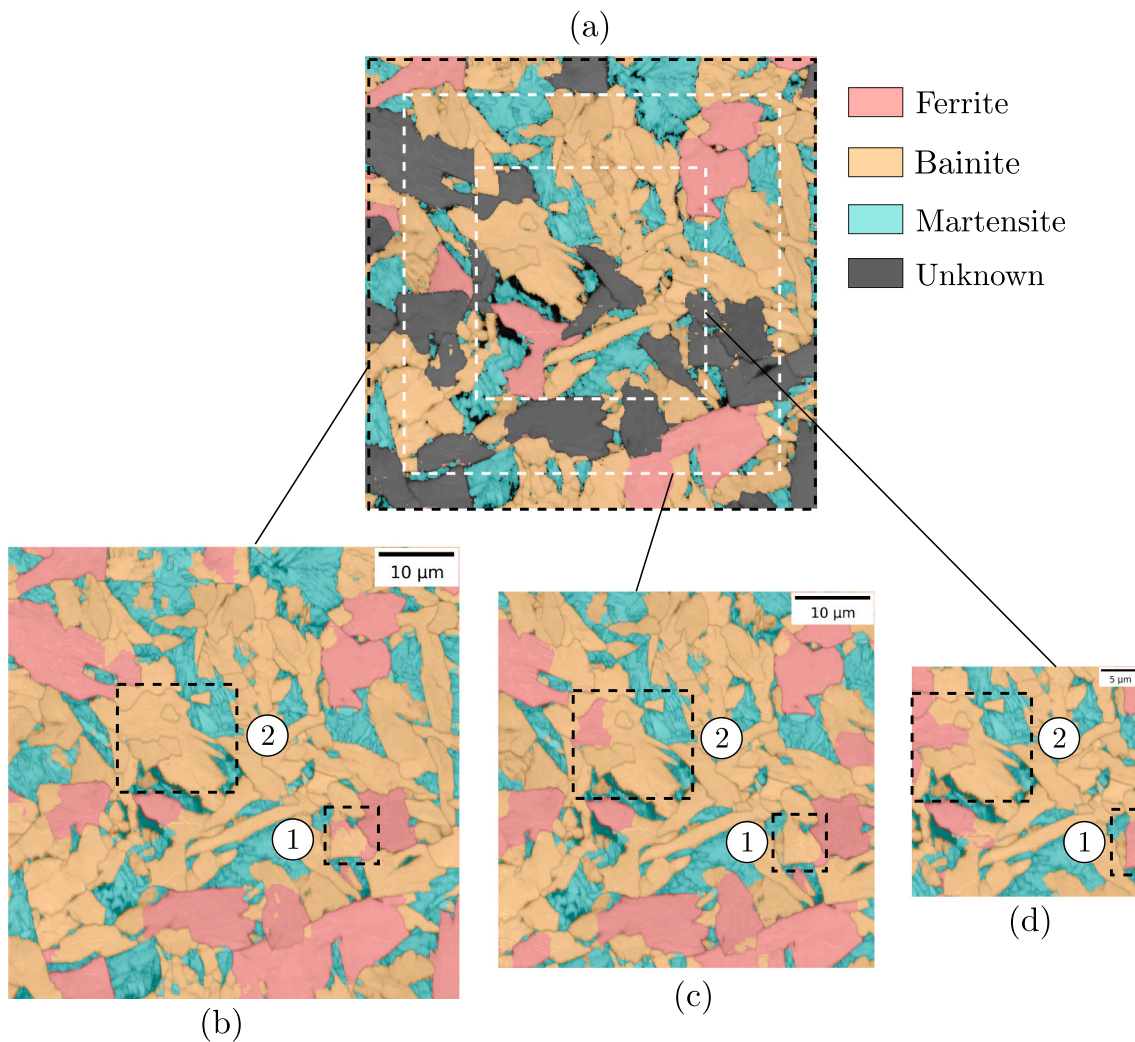 (a)
Ferrite
Bainite
Martensite
Unknown
10 µm
2
1
(b)
10 µm
2
1
(c)
5 µm
2
1
(d)